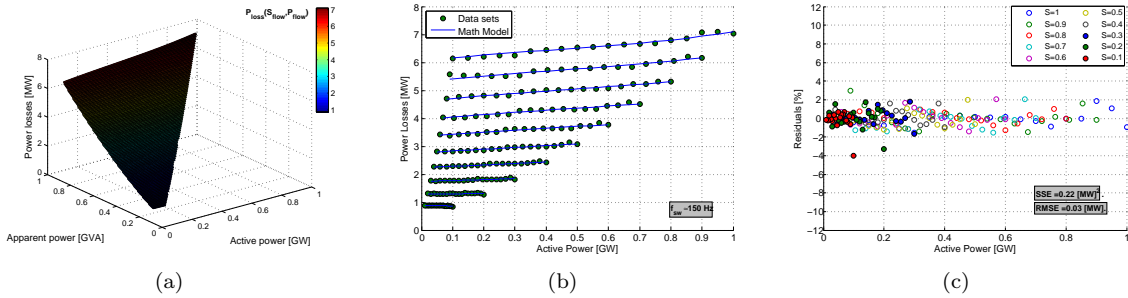 P_loss(S_flow,P_flow)
7
6
5
4
3
2
1
8
6
4
2
0
Power losses [MW]
1
0.8
0.6
0.4
0.2
0
Apparent power [GVA]
0
0.2
0.4
0.6
0.8
1
Active power [GW]
(a)
Data sets
Math Model
8
7
6
5
4
3
2
1
0
Power Losses [MW]
f_sw =150 Hz
0 0.1 0.2 0.3 0.4 0.5 0.6 0.7 0.8 0.9 1
Active Power [GW]
(b)
S=1 S=0.5
S=0.9 S=0.4
S=0.8 S=0.3
S=0.7 S=0.2
S=0.6 S=0.1
12
10
8
6
4
2
0
−2
−4
−6
−8
−10
−12
Residuals [%]
SSE =0.22 [MW]².
RMSE =0.03 [MW].
0 0.2 0.4 0.6 0.8 1
Active Power [GW]
(c)